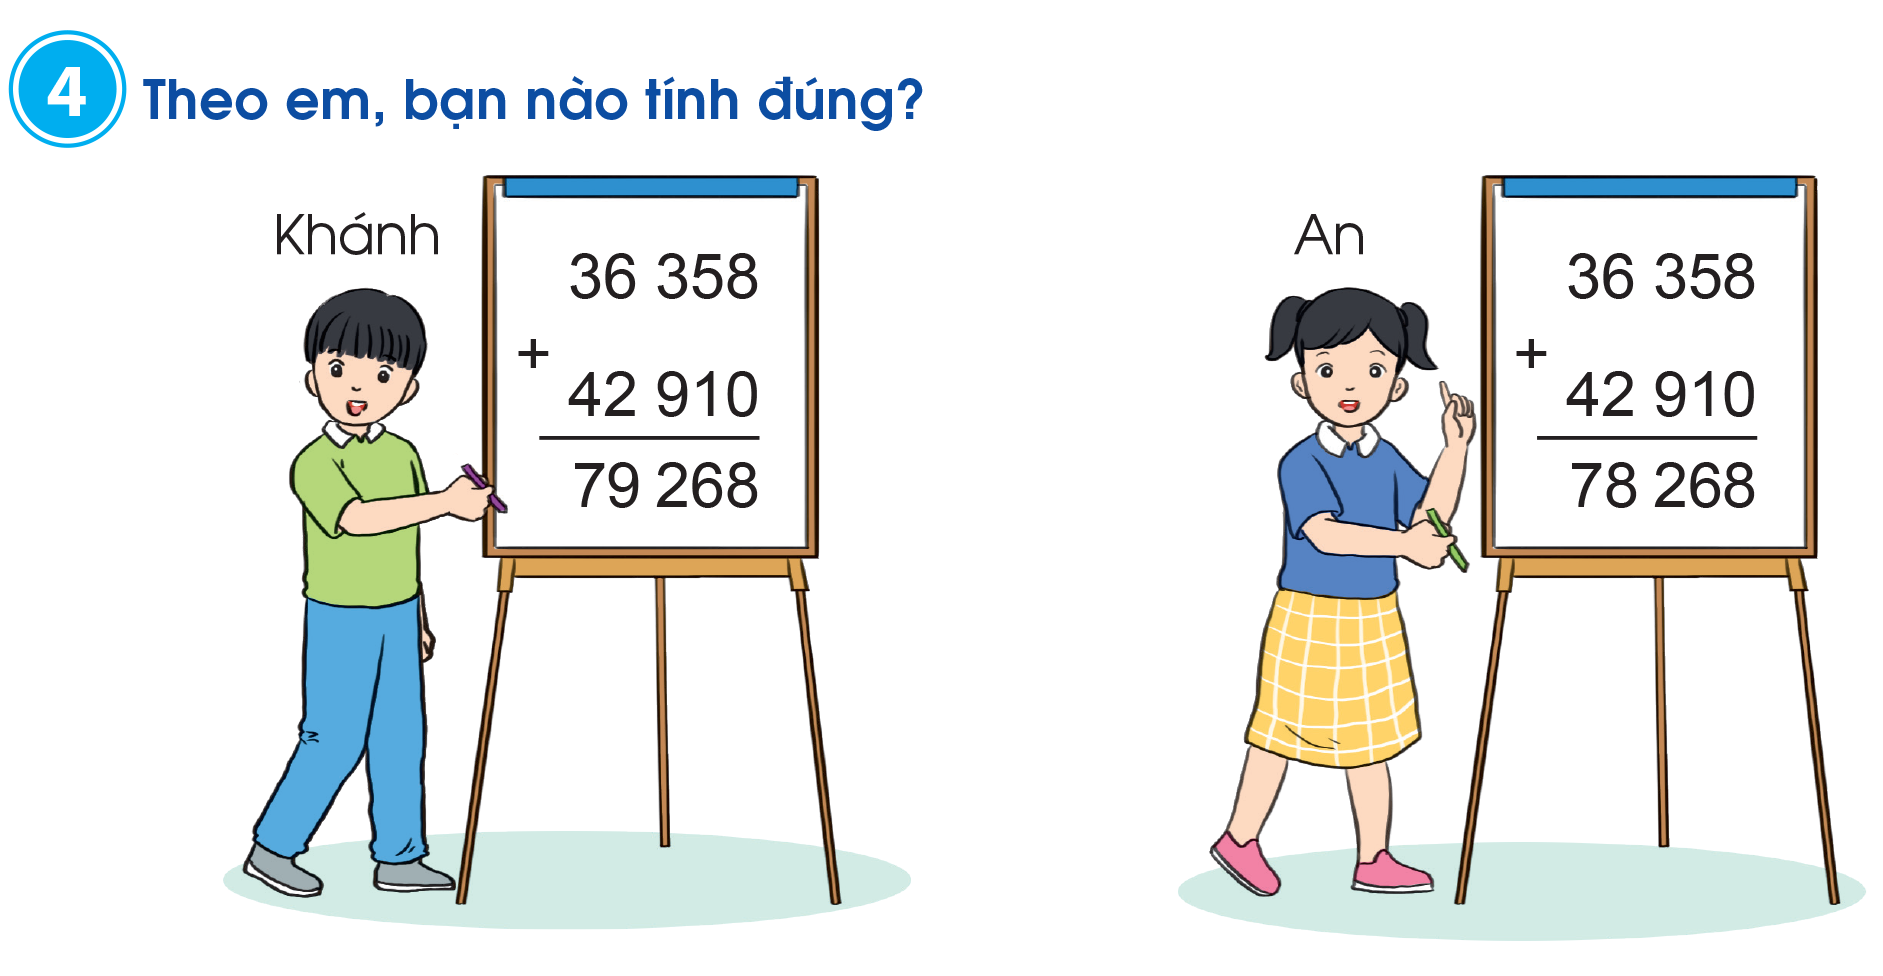 4 Theo em, bạn nào tính đúng?
Khánh
36 358
+
42 910
79 268
An
36 358
+
42 910
78 268